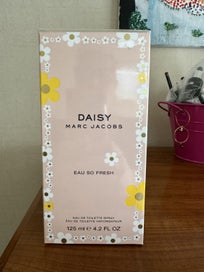 DAISY
MARC JACOBS
EAU SO FRESH
EAU DE TOILETTE SPRAY
EAU DE TOILETTE VAPORISATEUR
125 ml e 4.2 FL OZ